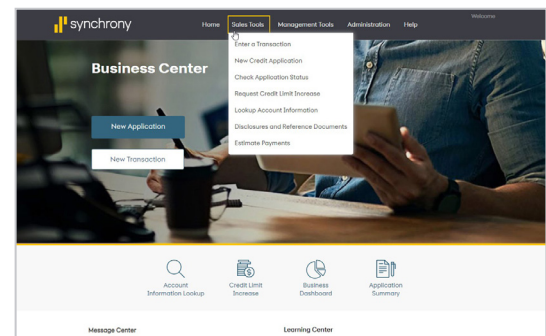 synchrony
Home Sales Tools Management Tools Administration Help Welcome
Enter a Transaction
New Credit Application
Check Application Status
Request Credit Limit Increase
Lookup Account Information
Disclosures and Reference Documents
Estimate Payments
Business Center
New Application
New Transaction
Account
Information Lookup
Credit Limit
Increase
Business
Dashboard
Application
Summary
Message Center
Learning Center